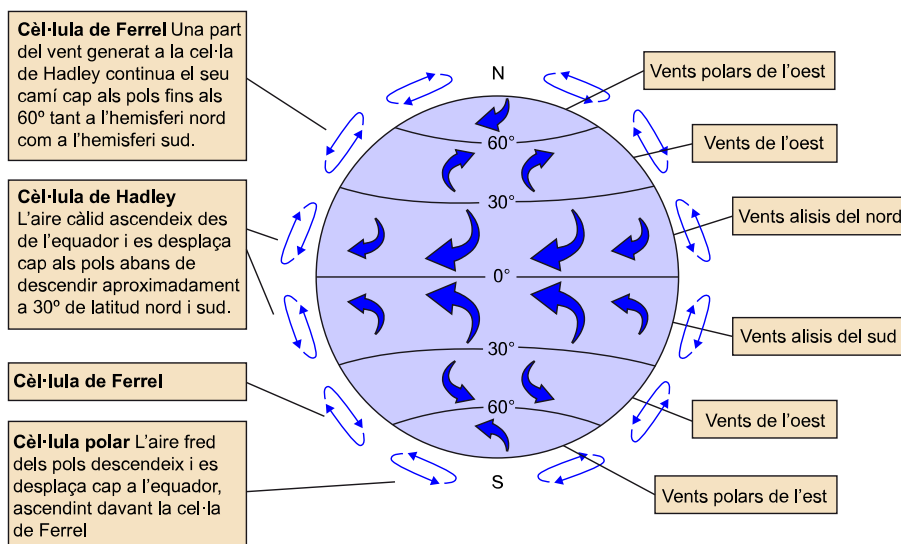 Cèl·lula de Ferrel Una part
del vent generat a la cel·la
de Hadley continua el seu
camí cap als pols fins als
60º tant a l'hemisferi nord
com a l'hemisferi sud.
Cèl·lula de Hadley
L'aire càlid ascendeix des
de l'equador i es desplaça
cap als pols abans de
descendir aproximadament
a 30º de latitud nord i sud.
Cèl·lula de Ferrel
Cèl·lula polar L'aire fred
dels pols descendeix i es
desplaça cap a l'equador,
ascendint davant la cel·la
de Ferrel
N
60°
30°
0°
30°
60°
S
Vents polars de l'oest
Vents de l'oest
Vents alisis del nord
Vents alisis del sud
Vents de l'oest
Vents polars de l'est